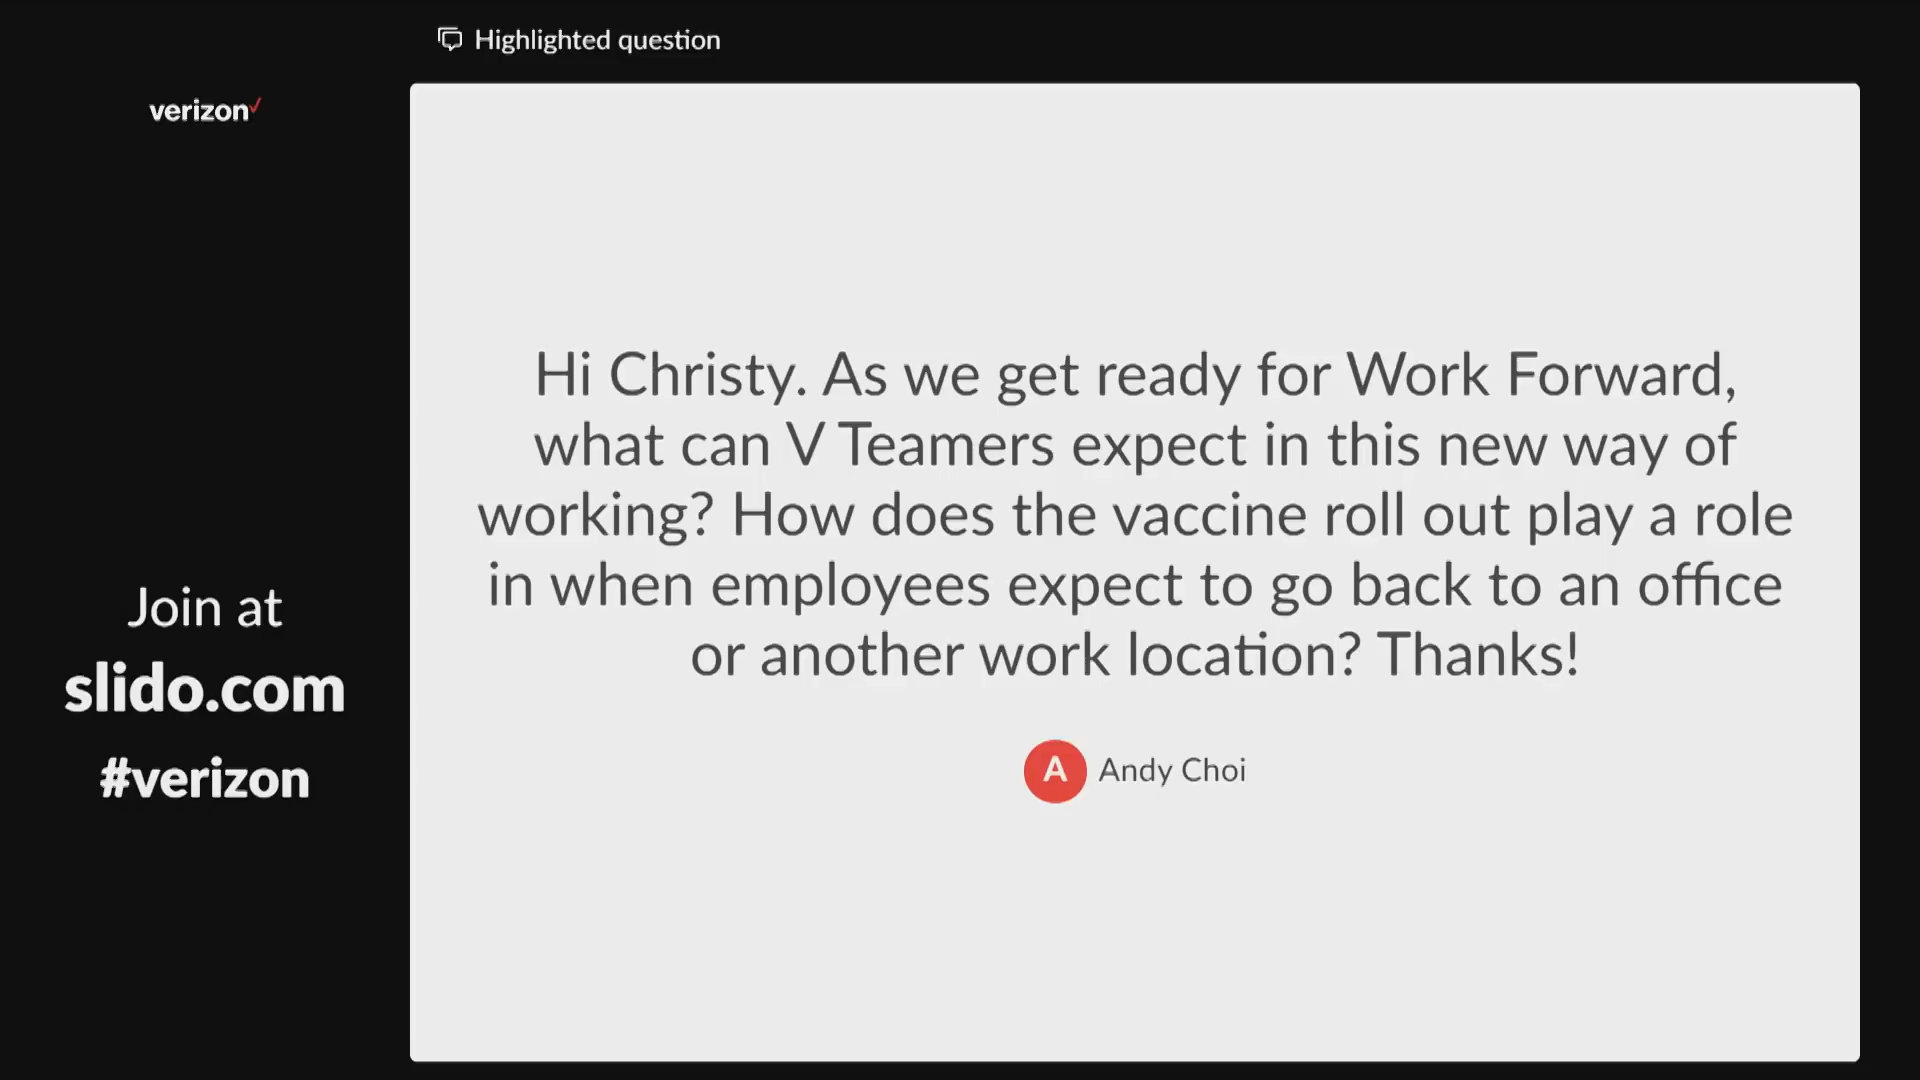 Highlighted question
verizon
Hi Christy. As we get ready for Work Forward,
what can V Teamers expect in this new way of
working? How does the vaccine roll out play a role
in when employees expect to go back to an office
or another work location? Thanks!
A Andy Choi
Join at
slido.com
#verizon